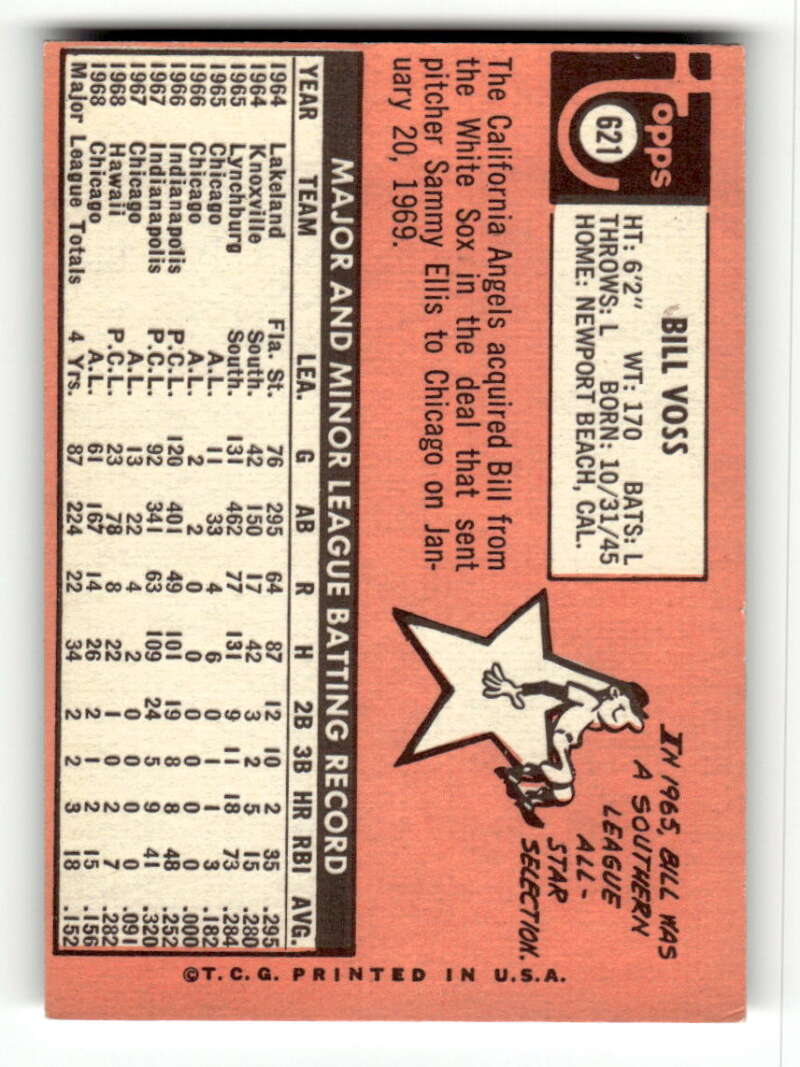 Topps
621
BILL VOSS
HT: 6'2" WT: 170 BATS: L
THROWS: L BORN: 10/31/45
HOME: NEWPORT BEACH, CAL.
The California Angels acquired Bill from
the White Sox in the deal that sent
pitcher Sammy Ellis to Chicago on Jan-
uary 20, 1969.
IN 1965, BILL WAS
A SOUTHERN
LEAGUE
ALL-
STAR
SELECTION.
MAJOR AND MINOR LEAGUE BATTING RECORD
YEAR TEAM LEA. G AB R H 2B 3B HR RBI AVG.
1964 Lakeland Fla. St. 76 295 64 87 12 10 2 35 .295
1964 Knoxville South. 42 150 17 42 3 2 5 15 .280
1965 Lynchburg South. 131 462 77 131 9 11 18 73 .284
1965 Chicago A.L. 11 33 4 6 0 1 1 3 .182
1966 Chicago A.L. 2 2 0 0 0 0 0 0 .000
1966 Indianapolis P.C.L. 120 401 49 101 19 8 8 48 .252
1967 Indianapolis P.C.L. 92 341 63 109 24 5 9 41 .320
1967 Chicago A.L. 13 22 4 2 0 0 0 0 .091
1968 Hawaii P.C.L. 23 78 8 22 1 0 2 7 .282
1968 Chicago A.L. 61 167 14 26 2 1 2 15 .156
Major League Totals 4 Yrs. 87 224 22 34 2 2 3 18 .152
©T.C.G. PRINTED IN U.S.A.